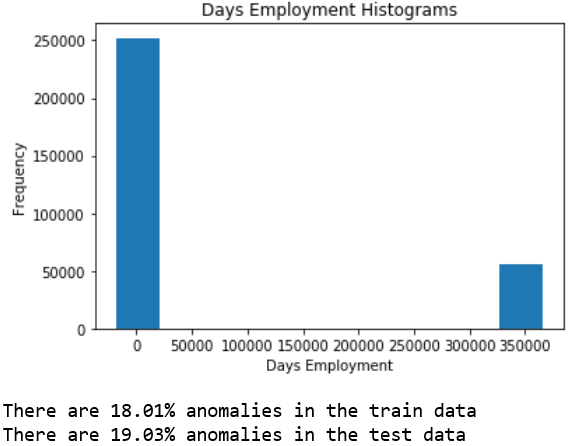 Days Employment Histograms
250000
200000
150000
100000
50000
0
Frequency
0 50000 100000 150000 200000 250000 300000 350000
Days Employment
There are 18.01% anomalies in the train data
There are 19.03% anomalies in the test data